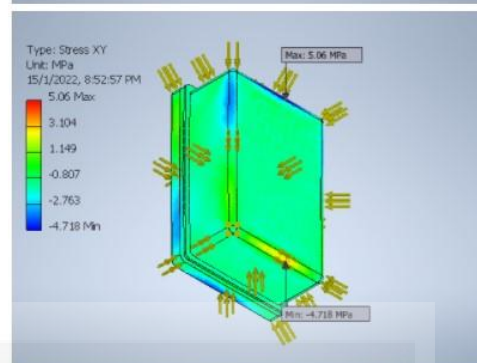 Type: Stress XY
Unit: MPa
15/1/2022, 8:52:57 PM
5.06 Max
3.104
1.149
-0.807
-2.763
-4.718 Min
Max: 5.06 MPa
Min: -4.718 MPa